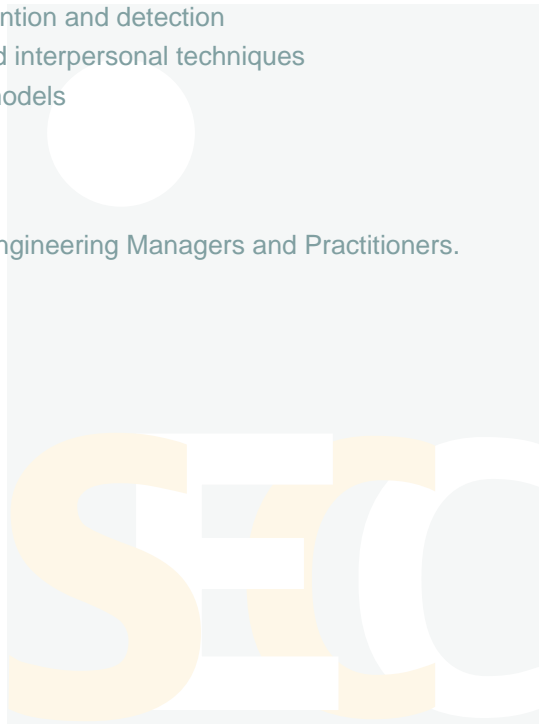 ntion and detection
d interpersonal techniques
nodels
ngineering Managers and Practitioners.
SEC